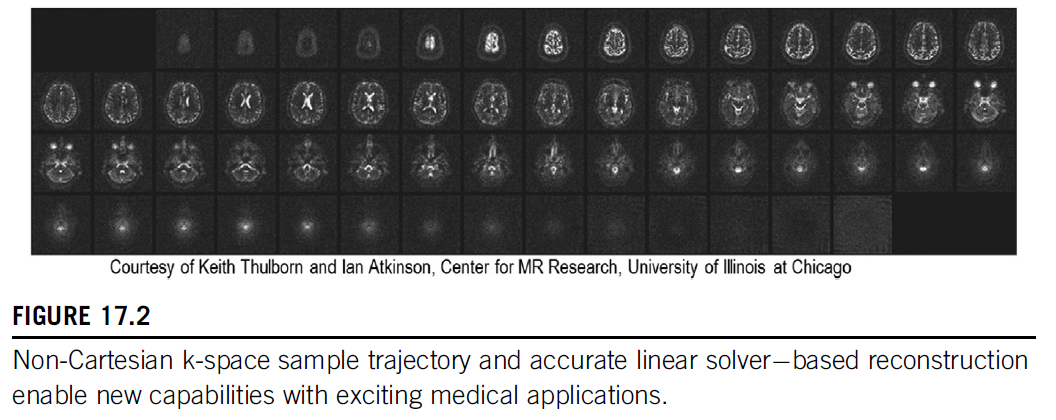 Courtesy of Keith Thulborn and Ian Atkinson, Center for MR Research, University of Illinois at Chicago
FIGURE 17.2
Non-Cartesian k-space sample trajectory and accurate linear solver–based reconstruction
enable new capabilities with exciting medical applications.